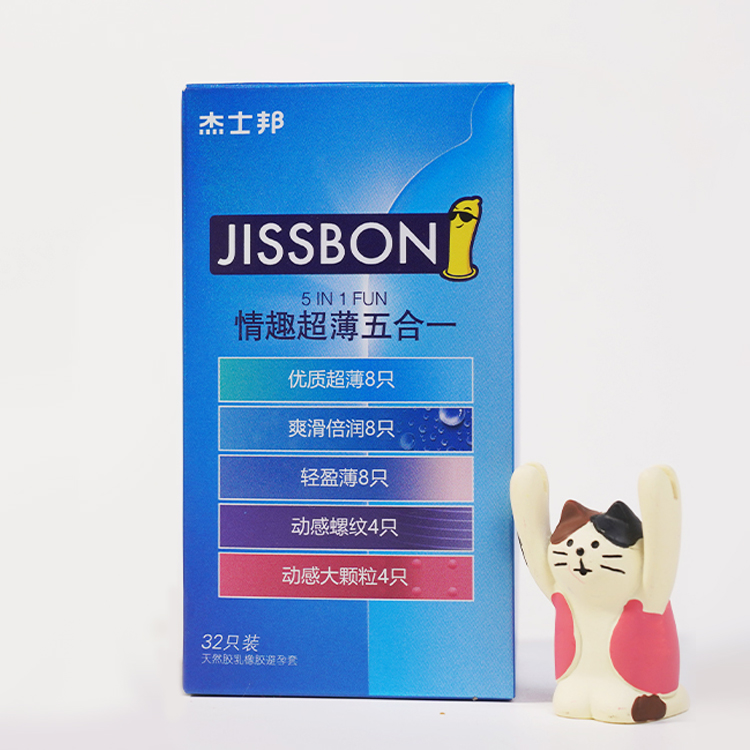 杰士邦
JISSBON
5 IN 1 FUN
情趣超薄五合一
优质超薄8只
爽滑倍润8只
轻盈薄8只
动感螺纹4只
动感大颗粒4只
32只装
天然胶乳橡胶避孕套